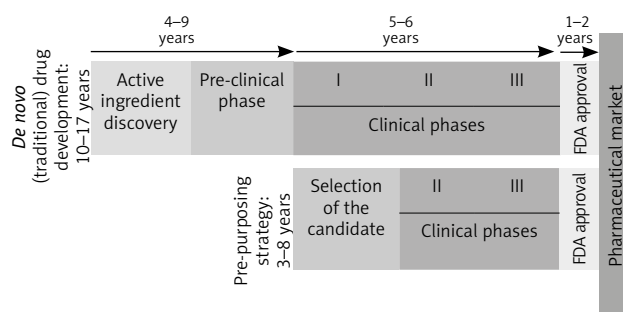 4–9
years
5–6
years
1–2
years
De novo
(traditional) drug
development:
10–17 years
Active
ingredient
discovery
Pre-clinical
phase
I II III
Clinical phases
FDA approval
Pharmaceutical market
Pre-purposing
strategy:
3–8 years
Selection
of the
candidate
II III
Clinical phases
FDA approval